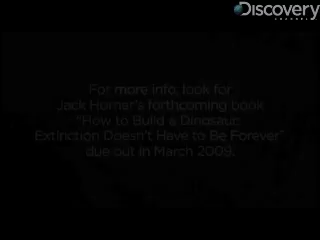 Discovery
CHANNEL
For more info, look for
Jack Horner's forthcoming book
"How to Build a Dinosaur:
Extinction Doesn't Have to Be Forever"
due out in March 2009.